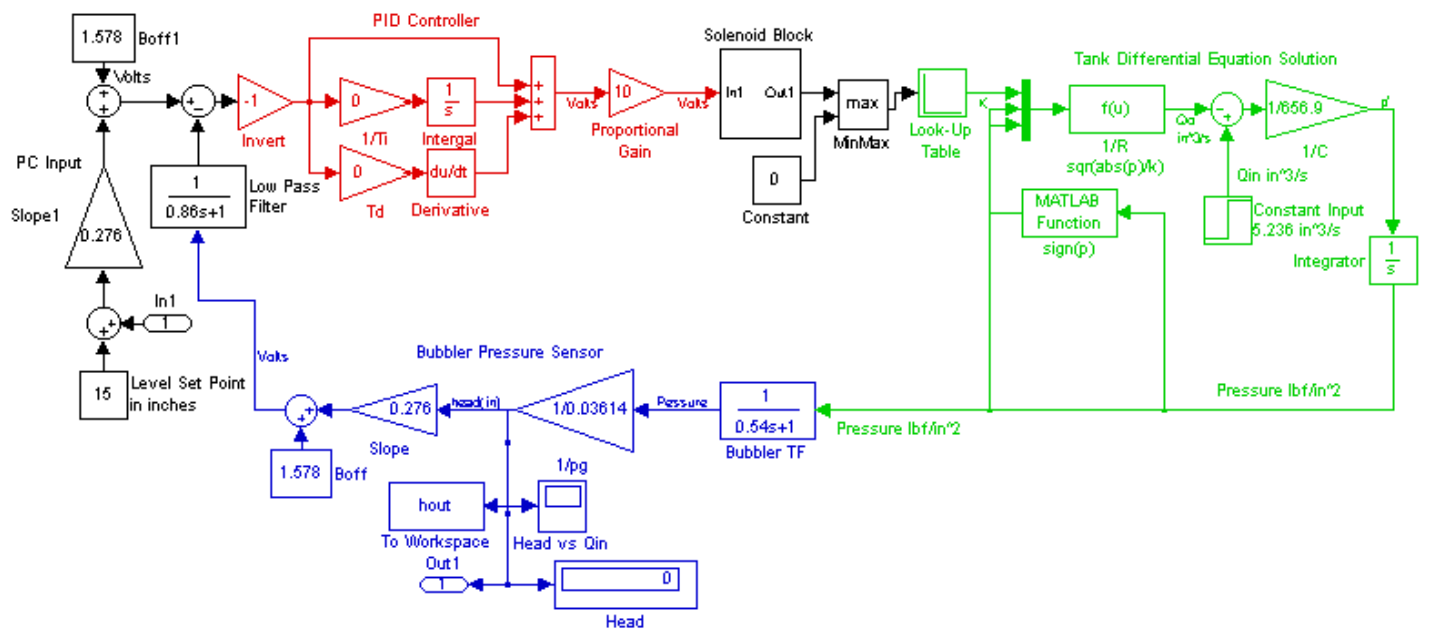 PID Controller
1.578
Boff1
Volts
+
+
+
−
-1
Invert
0
1/Ti
1
s
Intergal
0
Td
du/dt
Derivative
+
+
+
Volts
10
Proportional
Gain
Volts
Solenoid Block
In1
Out1
0
Constant
max
MinMax
Look-Up
Table
K
Tank Differential Equation Solution
f(u)
1/R
sqr(abs(p)/k)
Qo
in^3/s
−
+
1/656.9
1/C
p'
Qin in^3/s
Constant Input
5.236 in^3/s
MATLAB
Function
sign(p)
1
s
Integrator
PC Input
Slope1
0.276
1
0.86s+1
Low Pass
Filter
In1
1
+
+
15
Level Set Point
in inches
Volts
Bubbler Pressure Sensor
+
+
1.578
Boff
0.276
Slope
head(in)
1/0.03614
1/pg
Pessure
1
0.54s+1
Bubbler TF
Pressure lbf/in^2
Pressure lbf/in^2
hout
To Workspace
Head vs Qin
Out1
1
0
Head